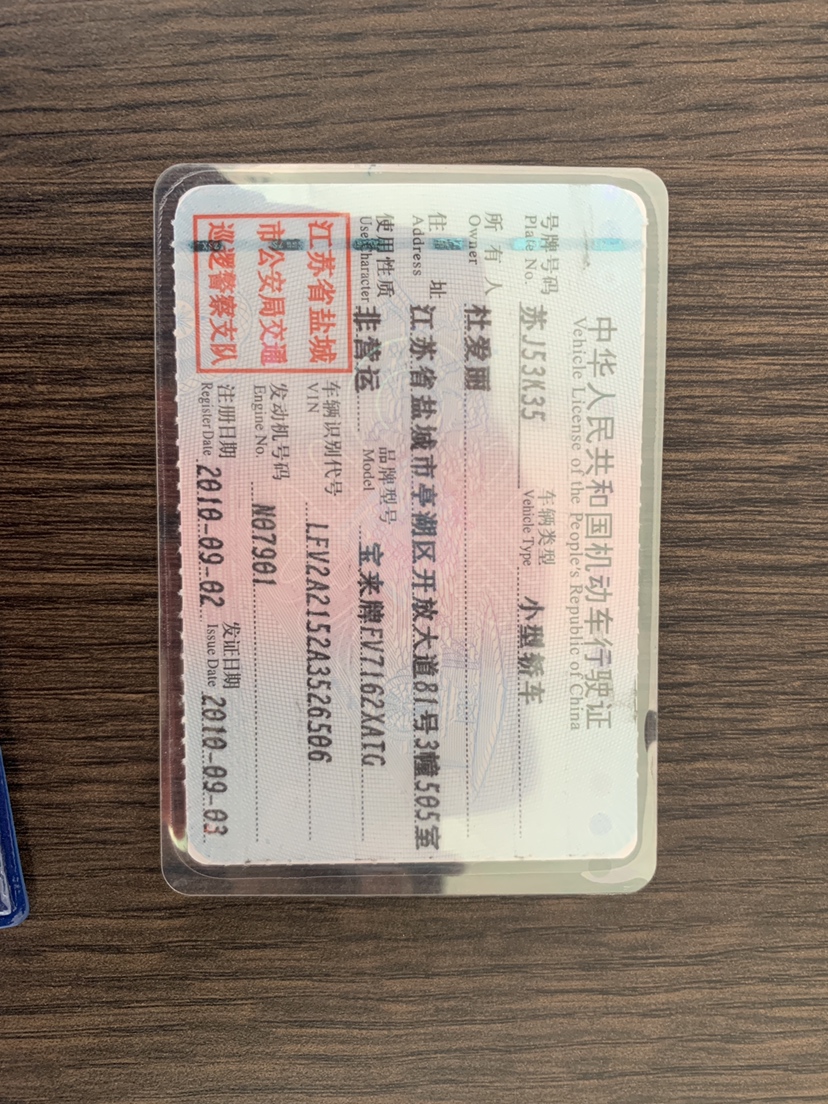 中华人民共和国机动车行驶证
Vehicle License of the People's Republic of China
号牌号码 苏J53K35 车辆类型 小型轿车
Plate No. Vehicle Type
所有人 杜爱丽
Owner
住址 江苏省盐城市亭湖区开放大道81号3幢505室
Address
使用性质 非营运 品牌型号 宝来牌FV7162XATG
Use Character Model
江苏省盐城
市公安局交通
巡逻警察支队
车辆识别代号 LFV2A2152A3526506
VIN
发动机号码 N07901
Engine No.
注册日期 2010-09-02 发证日期 2010-09-03
Register Date Issue Date